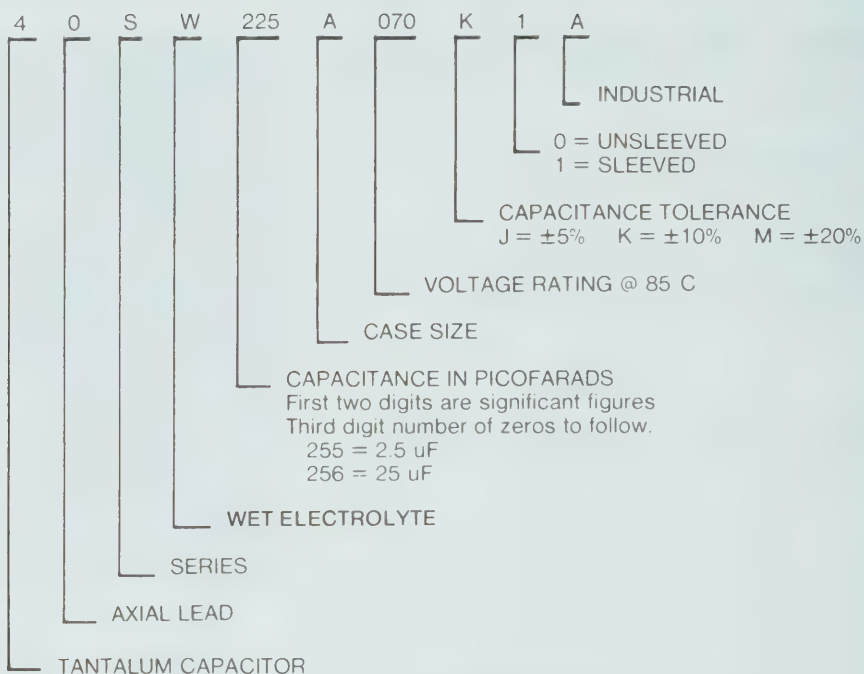 4 0 S W 225 A 070 K 1 A
INDUSTRIAL
0 = UNSLEEVED
1 = SLEEVED
CAPACITANCE TOLERANCE
J = ±5% K = ±10% M = ±20%
VOLTAGE RATING @ 85 C
CASE SIZE
CAPACITANCE IN PICOFARADS
First two digits are significant figures
Third digit number of zeros to follow.
255 = 2.5 uF
256 = 25 uF
WET ELECTROLYTE
SERIES
AXIAL LEAD
TANTALUM CAPACITOR